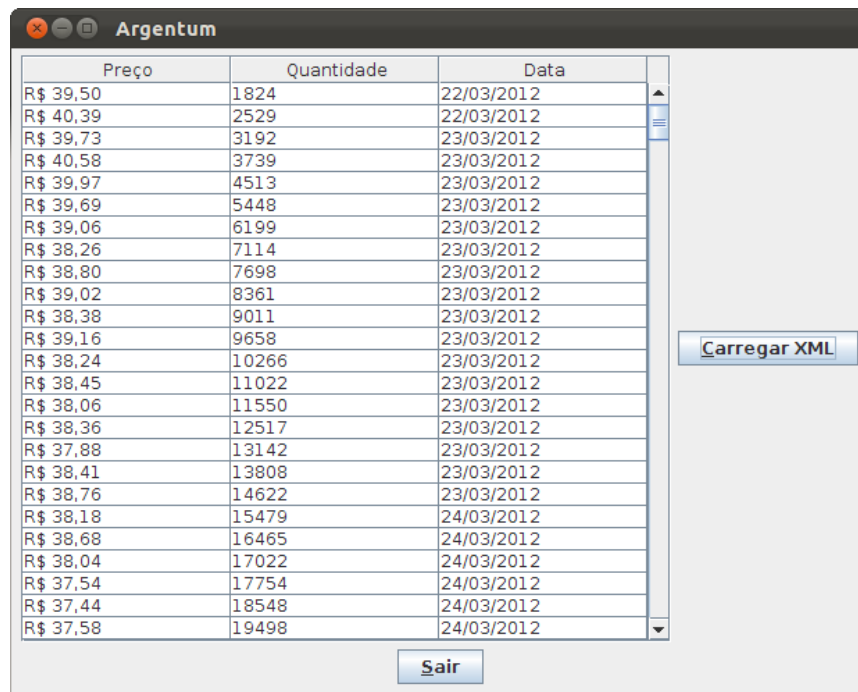 Argentum
Preço Quantidade Data
R$ 39,50 1824 22/03/2012
R$ 40,39 2529 22/03/2012
R$ 39,73 3192 23/03/2012
R$ 40,58 3739 23/03/2012
R$ 39,97 4513 23/03/2012
R$ 39,69 5448 23/03/2012
R$ 39,06 6199 23/03/2012
R$ 38,26 7114 23/03/2012
R$ 38,80 7698 23/03/2012
R$ 39,02 8361 23/03/2012
R$ 38,38 9011 23/03/2012
R$ 39,16 9658 23/03/2012
R$ 38,24 10266 23/03/2012
R$ 38,45 11022 23/03/2012
R$ 38,06 11550 23/03/2012
R$ 38,36 12517 23/03/2012
R$ 37,88 13142 23/03/2012
R$ 38,41 13808 23/03/2012
R$ 38,76 14622 23/03/2012
R$ 38,18 15479 24/03/2012
R$ 38,68 16465 24/03/2012
R$ 38,04 17022 24/03/2012
R$ 37,54 17754 24/03/2012
R$ 37,44 18548 24/03/2012
R$ 37,58 19498 24/03/2012
Carregar XML
Sair